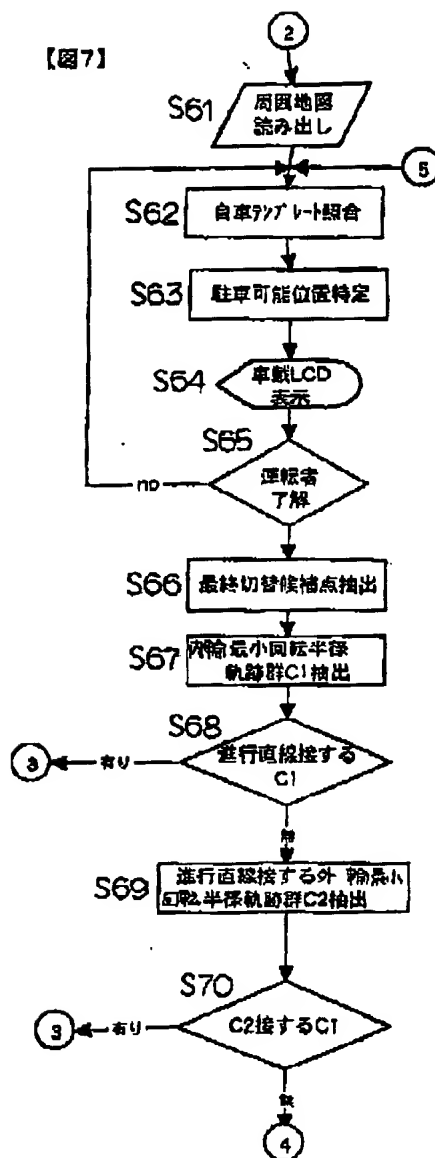 【図7】
2
S61
周囲地図
読み出し
5
S62
自車テンプレート照合
S63
駐車可能位置特定
S64
車載LCD
表示
S65
運転者
了解
no
S66
最終切替候補点抽出
S67
内輪最小回転半径
軌跡群C1抽出
S68
進行直線接する
C1
有り
3
無
S69
進行直線接する外輪最小
回転半径軌跡群C2抽出
S70
C2接するC1
有り
3
無
4